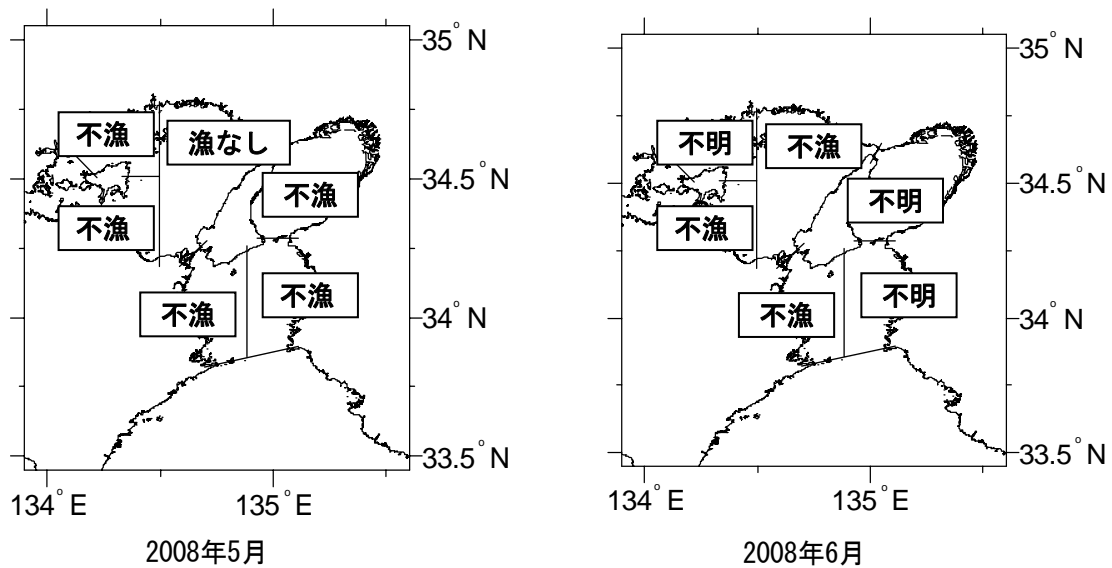 35° N
不漁
漁なし
34.5° N
不漁
不漁
不漁
不漁
34° N
33.5° N
134° E
135° E
2008年5月
35° N
不明
不漁
34.5° N
不明
不漁
不明
不漁
34° N
33.5° N
134° E
135° E
2008年6月